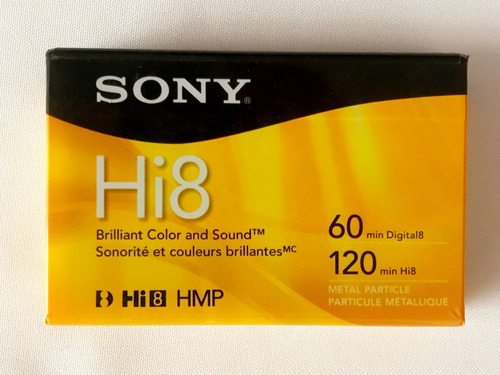 SONY®
Hi8
Brilliant Color and Sound™
Sonorité et couleurs brillantesMC
Hi8 HMP
60 min Digital8
120 min Hi8
METAL PARTICLE
PARTICULE MÉTALLIQUE